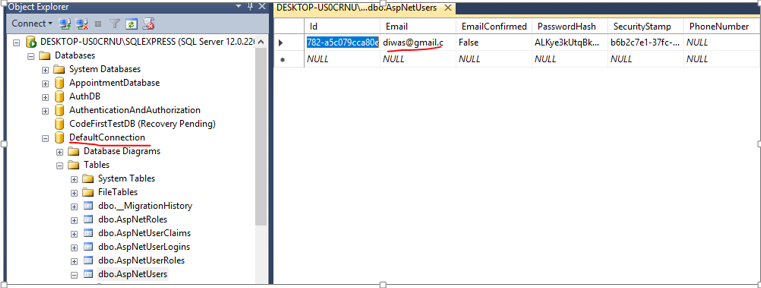 Object Explorer
DESKTOP-US0CRNU\...dbo.AspNetUsers
Connect
DESKTOP-US0CRNU\SQLEXPRESS (SQL Server 12.0.22
Databases
System Databases
AppointmentDatabase
AuthDB
AuthenticationAndAuthorization
CodeFirstTestDB (Recovery Pending)
DefaultConnection
Database Diagrams
Tables
System Tables
FileTables
dbo.__MigrationHistory
dbo.AspNetRoles
dbo.AspNetUserClaims
dbo.AspNetUserLogins
dbo.AspNetUserRoles
dbo.AspNetUsers
Id Email EmailConfirmed PasswordHash SecurityStamp PhoneNumber
782-a5c079cca80e diwas@gmail.c False ALKye3kUtqBk... b6b2c7e1-37fc-... NULL
NULL NULL NULL NULL NULL NULL